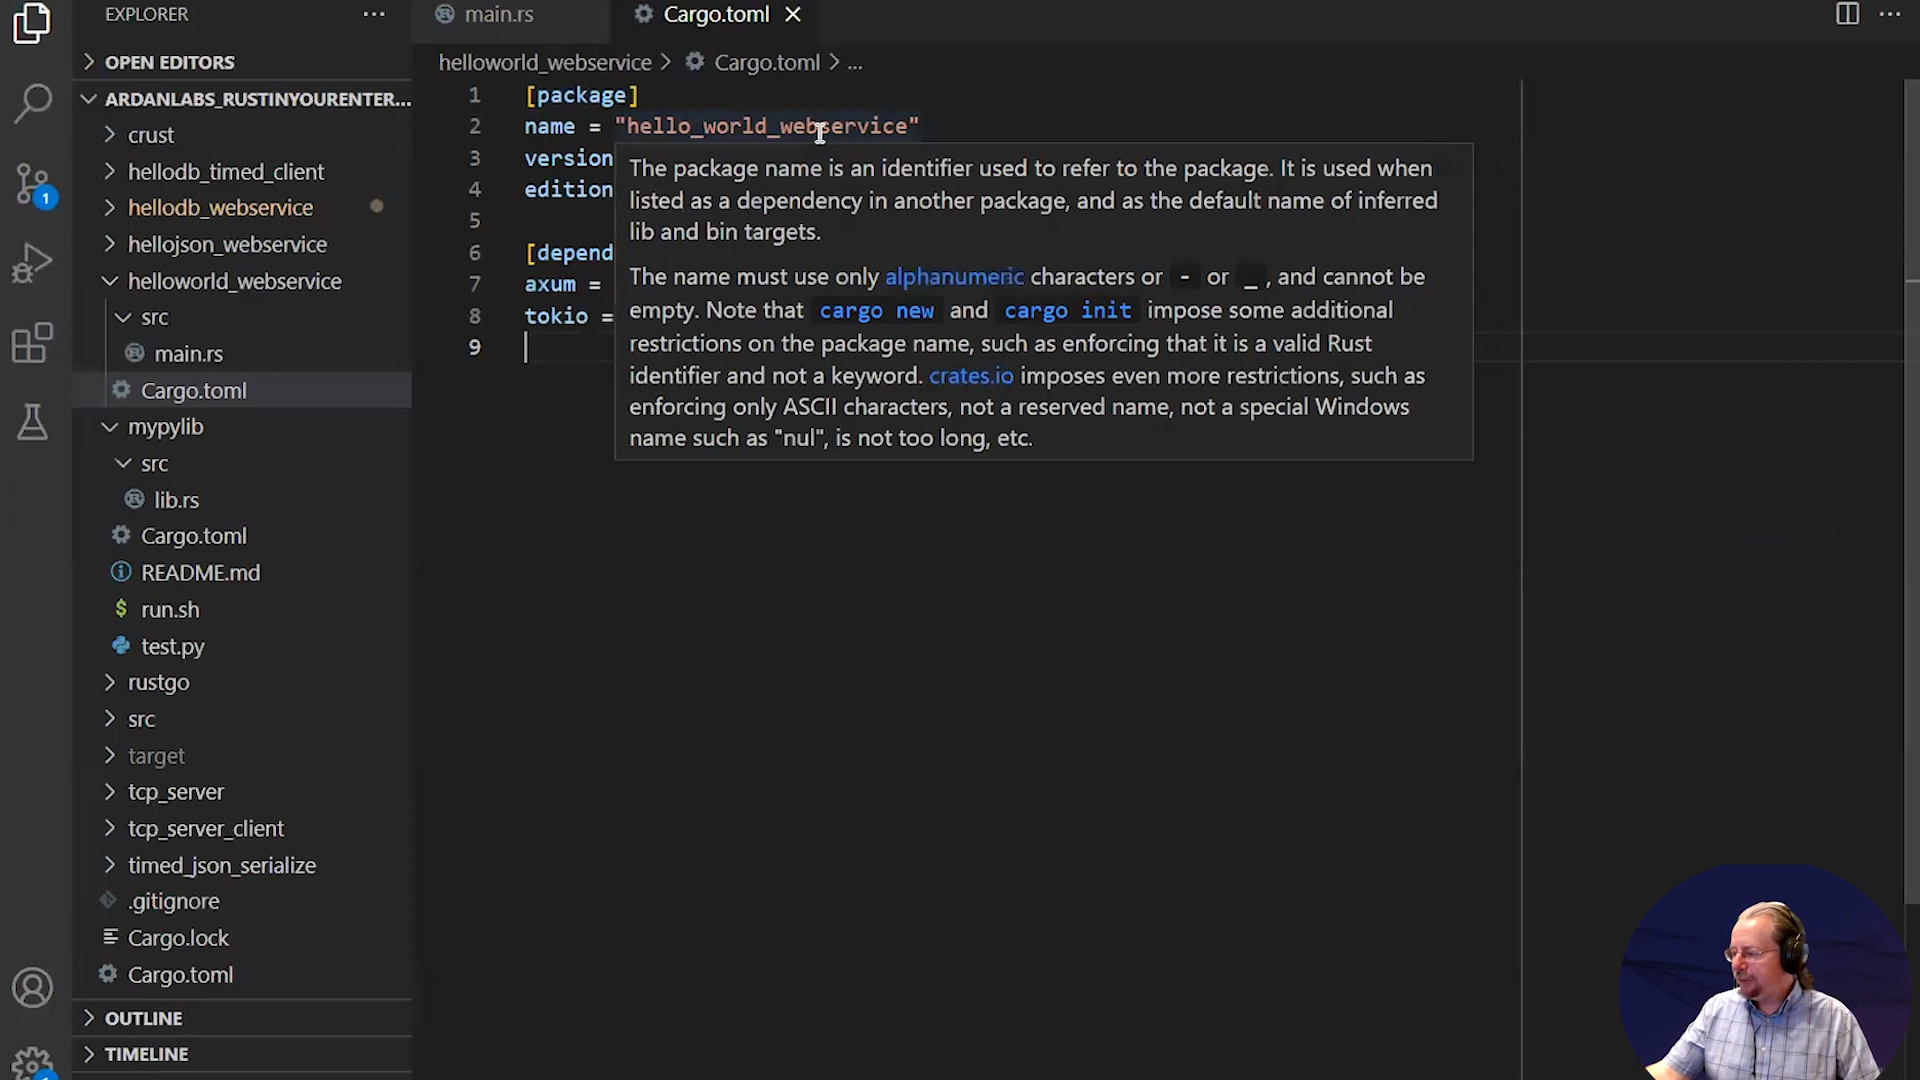 EXPLORER
OPEN EDITORS
ARDANLABS_RUSTINYOURENTER...
crust
hellodb_timed_client
hellodb_webservice
hellojson_webservice
helloworld_webservice
src
main.rs
Cargo.toml
mypylib
src
lib.rs
Cargo.toml
README.md
run.sh
test.py
rustgo
src
target
tcp_server
tcp_server_client
timed_json_serialize
.gitignore
Cargo.lock
Cargo.toml
OUTLINE
TIMELINE
1
main.rs
Cargo.toml
helloworld_webservice > Cargo.toml > ...
1 [package]
2 name = "hello_world_webservice"
3 version
4 edition
5
6 [depend
7 axum =
8 tokio =
9
The package name is an identifier used to refer to the package. It is used when
listed as a dependency in another package, and as the default name of inferred
lib and bin targets.
The name must use only alphanumeric characters or - or _, and cannot be
empty. Note that cargo new and cargo init impose some additional
restrictions on the package name, such as enforcing that it is a valid Rust
identifier and not a keyword. crates.io imposes even more restrictions, such as
enforcing only ASCII characters, not a reserved name, not a special Windows
name such as "nul", is not too long, etc.